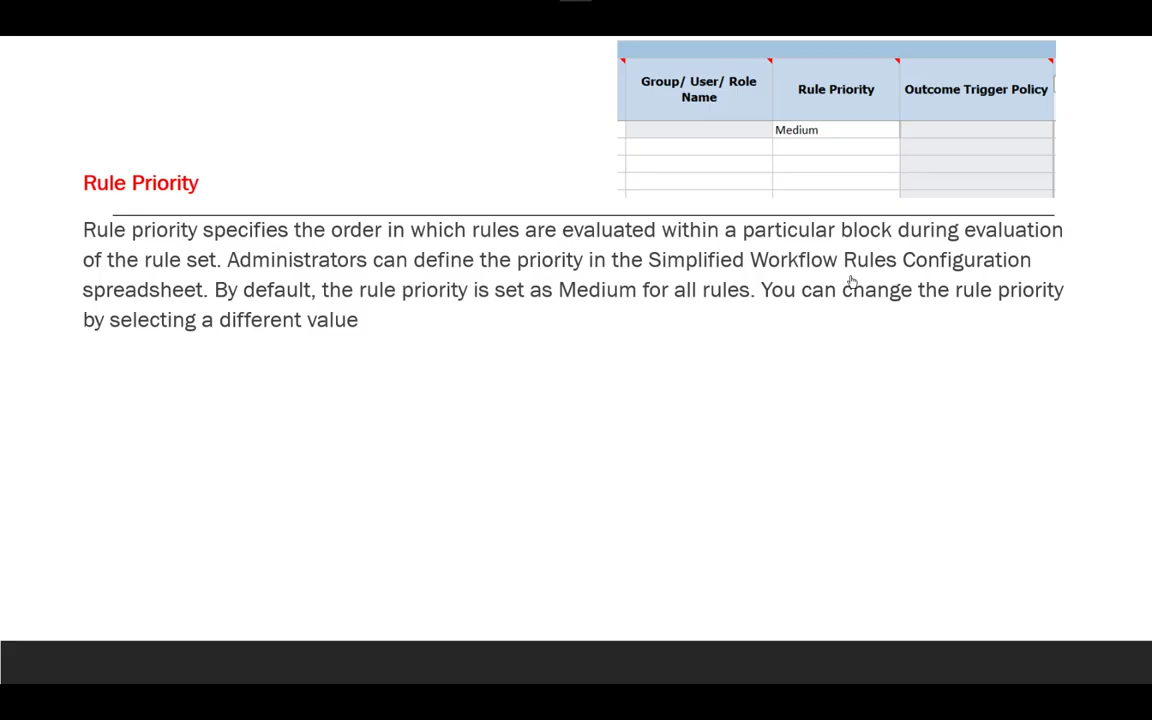 Group/ User/ Role
Name
Rule Priority
Outcome Trigger Policy
Medium
Rule Priority
Rule priority specifies the order in which rules are evaluated within a particular block during evaluation
of the rule set. Administrators can define the priority in the Simplified Workflow Rules Configuration
spreadsheet. By default, the rule priority is set as Medium for all rules. You can change the rule priority
by selecting a different value